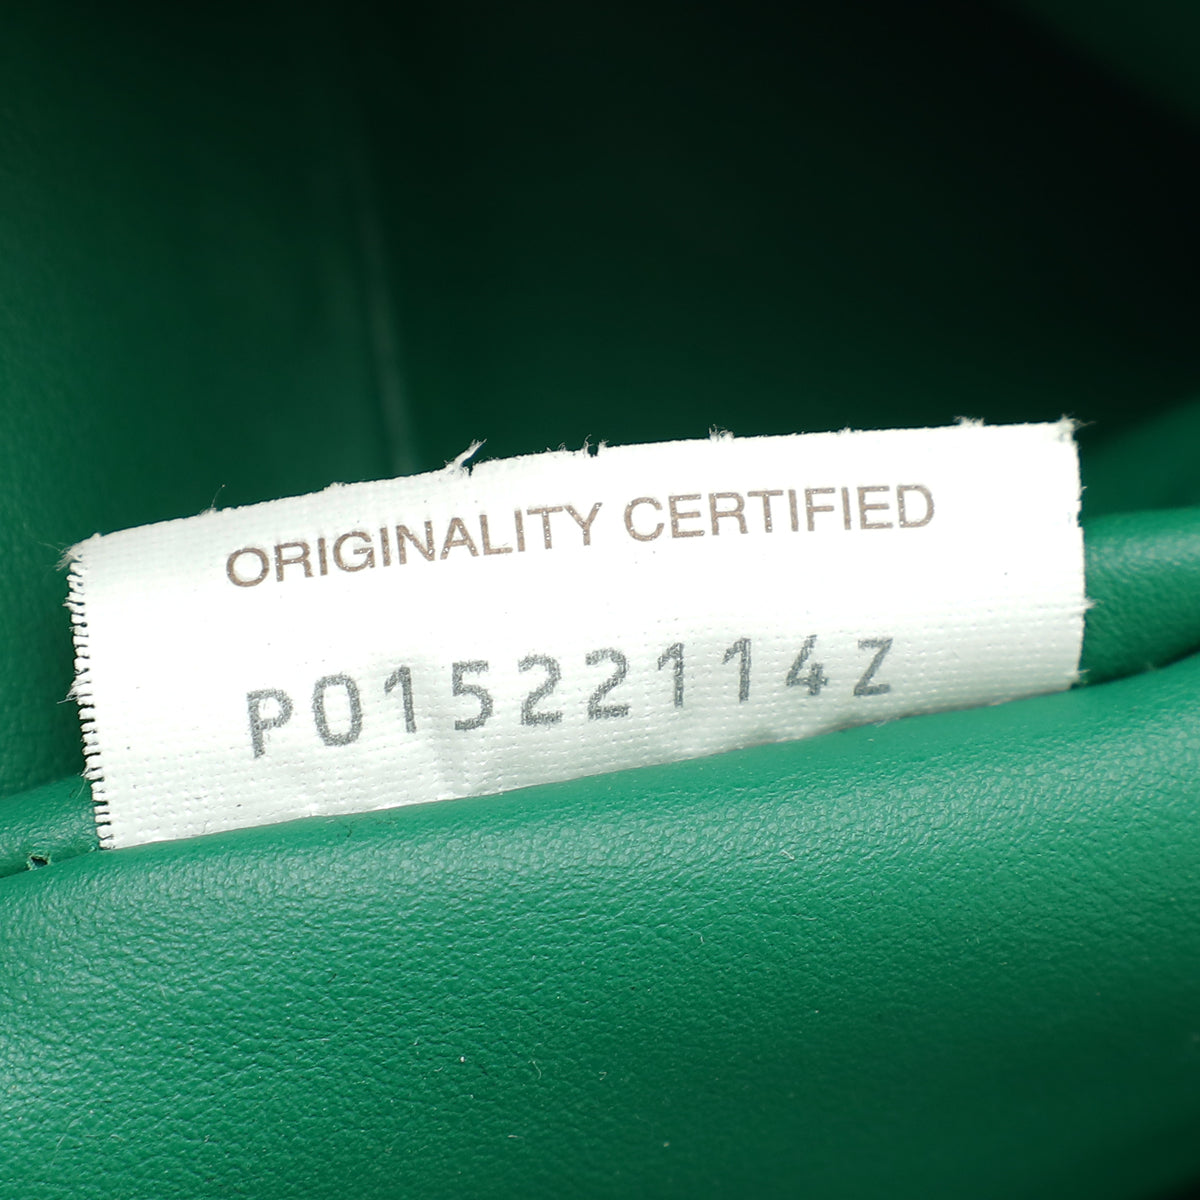 ORIGINALITY CERTIFIED
P01522114Z